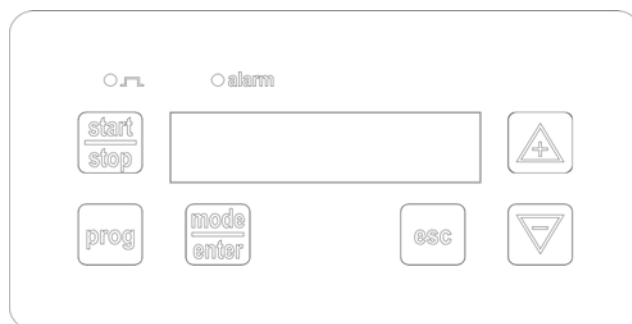 alarm
start
stop
+
prog
mode
enter
esc
-